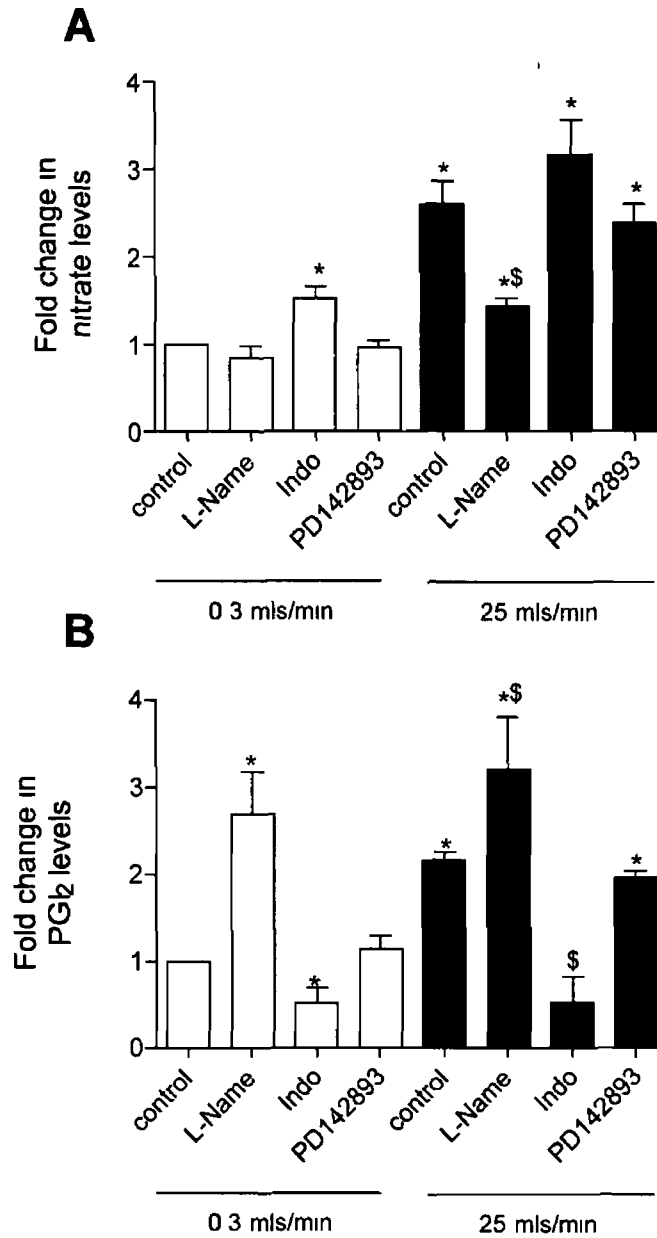 A
Fold change in
nitrate levels
4
3
2
1
0
*
*
*$
*
*
control
L-Name
Indo
PD142893
control
L-Name
Indo
PD142893
0 3 mls/min
25 mls/min
B
Fold change in
PGI2 levels
4
3
2
1
0
*
*
*
*$
$
*
control
L-Name
Indo
PD142893
control
L-Name
Indo
PD142893
0 3 mls/min
25 mls/min